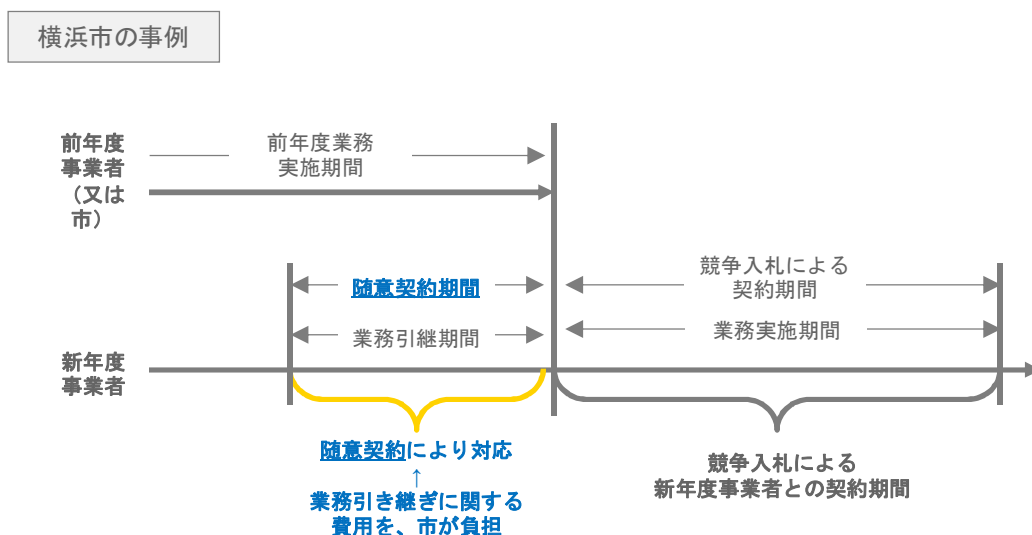 横浜市の事例
前年度
事業者
（又は
市）
前年度業務
実施期間
随意契約期間
競争入札による
契約期間
業務引継期間
業務実施期間
新年度
事業者
随意契約により対応
↑
業務引き継ぎに関する
費用を、市が負担
競争入札による
新年度事業者との契約期間